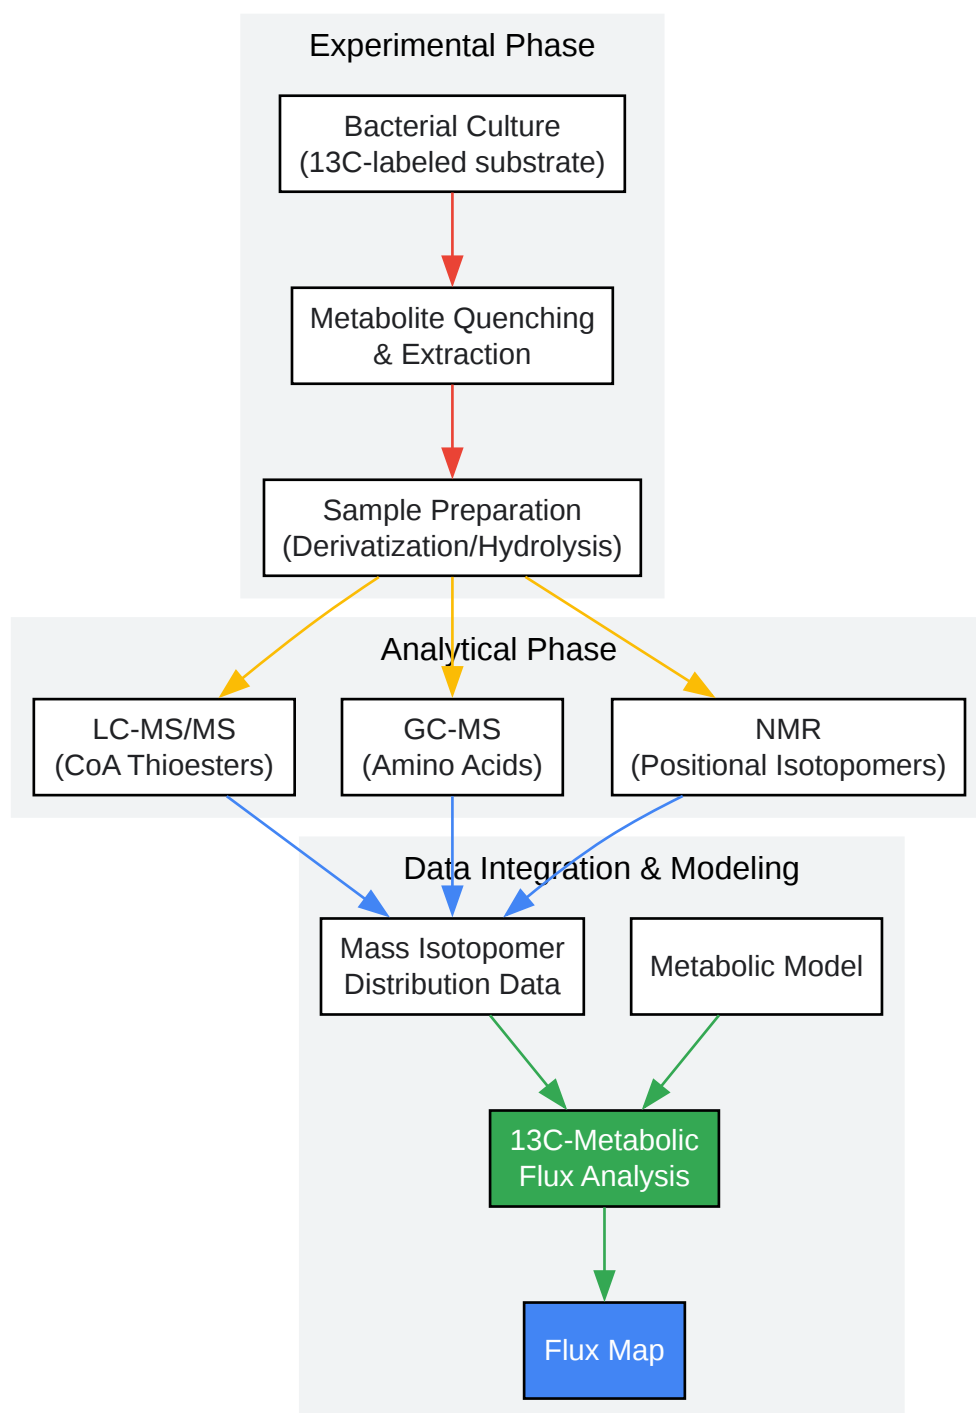 Experimental Phase
Bacterial Culture
(13C-labeled substrate)
Metabolite Quenching
& Extraction
Sample Preparation
(Derivatization/Hydrolysis)
Analytical Phase
LC-MS/MS
(CoA Thioesters)
GC-MS
(Amino Acids)
NMR
(Positional Isotopomers)
Data Integration & Modeling
Mass Isotopomer
Distribution Data
Metabolic Model
13C-Metabolic
Flux Analysis
Flux Map